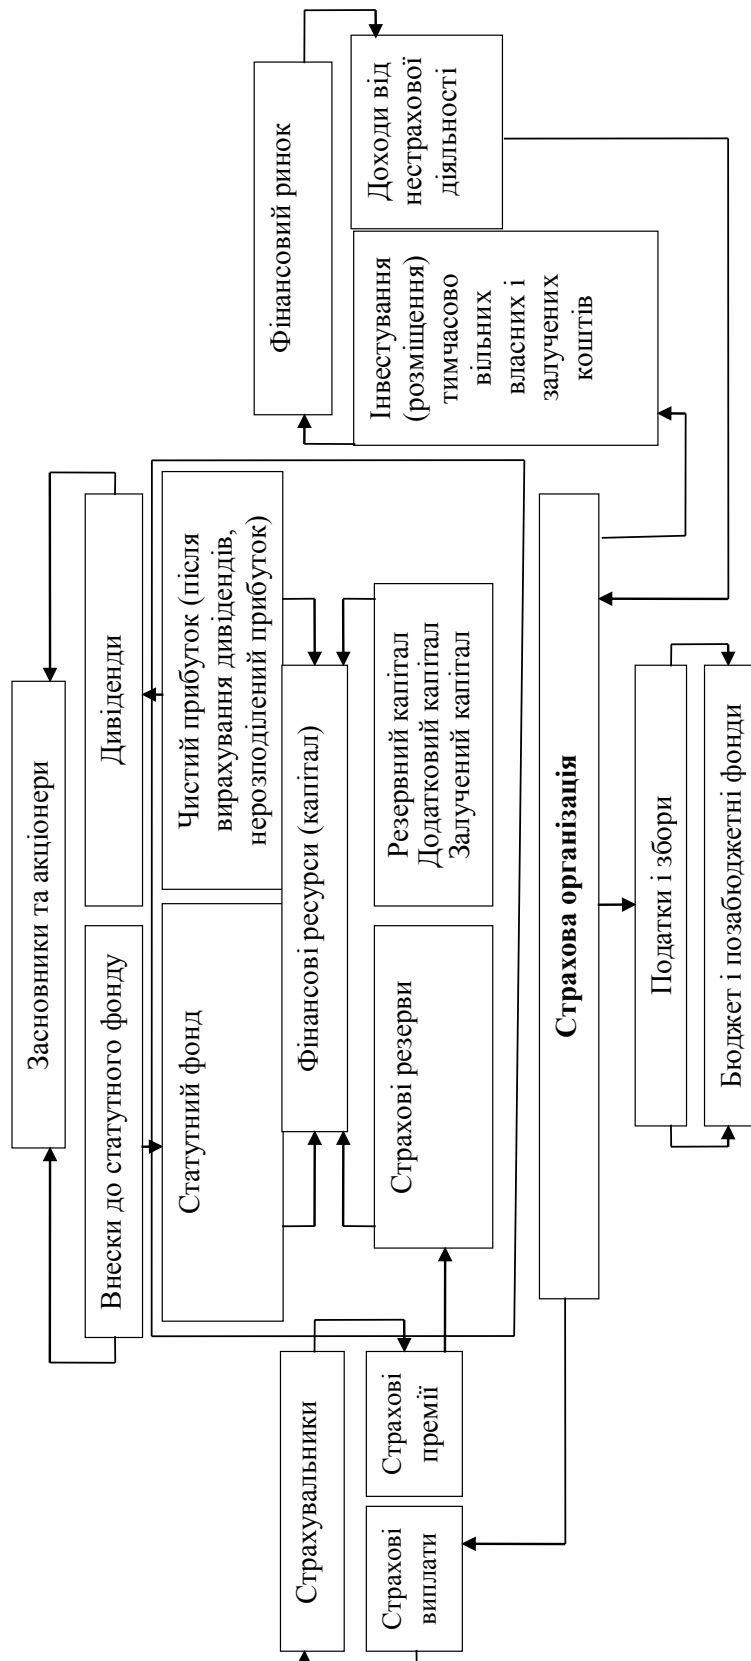 Засновники та акціонери
Внески до статутного фонду
Дивіденди
Статутний фонд
Чистий прибуток (після
вирахування дивідендів,
нерозподілений прибуток)
Фінансові ресурси (капітал)
Страхові резерви
Резервний капітал
Додатковий капітал
Залучений капітал
Страхувальники
Страхові
виплати
Страхові
премії
Фінансовий ринок
Інвестування
(розміщення)
тимчасово
вільних
власних і
залучених
коштів
Доходи від
нестрахової
діяльності
Страхова організація
Податки і збори
Бюджет і позабюджетні фонди